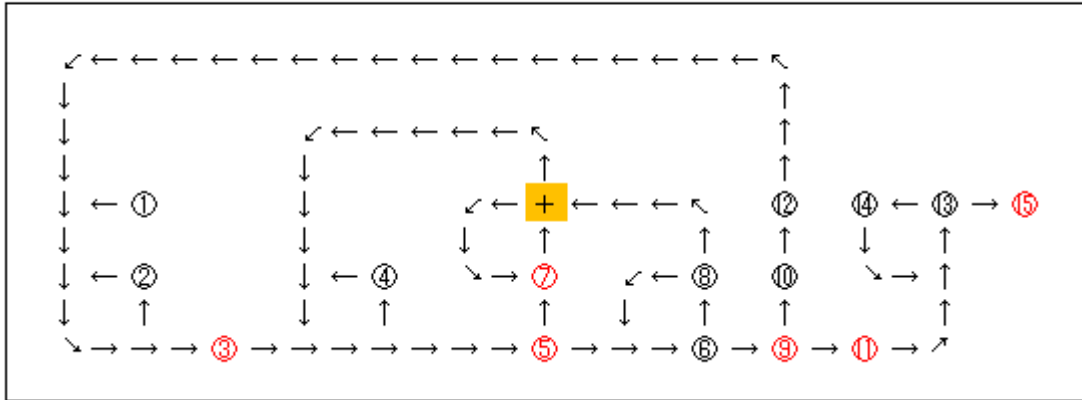 ↙ ← ← ← ← ← ← ← ← ← ← ← ← ← ← ← ← ← ↖
↓ ↑
↓ ↙ ← ← ← ← ← ↖ ↑
↓ ↓ ↑ ↑
↓ ← ① ↓ ↙ ← + ← ← ← ↖ ⑫ ⑭ ← ⑬ → ⑮
↓ ↓ ↓ ↑ ↑ ↑ ↓ ↑
↓ ← ② ↓ ← ④ ↘ → ⑦ ↙ ← ⑧ ⑩ ↘ → ↑
↓ ↑ ↓ ↑ ↑ ↓ ↑ ↑ ↑
↘ → → → ③ → → → → → → → ⑤ → → → ⑥ → ⑨ → ⑪ → ↗